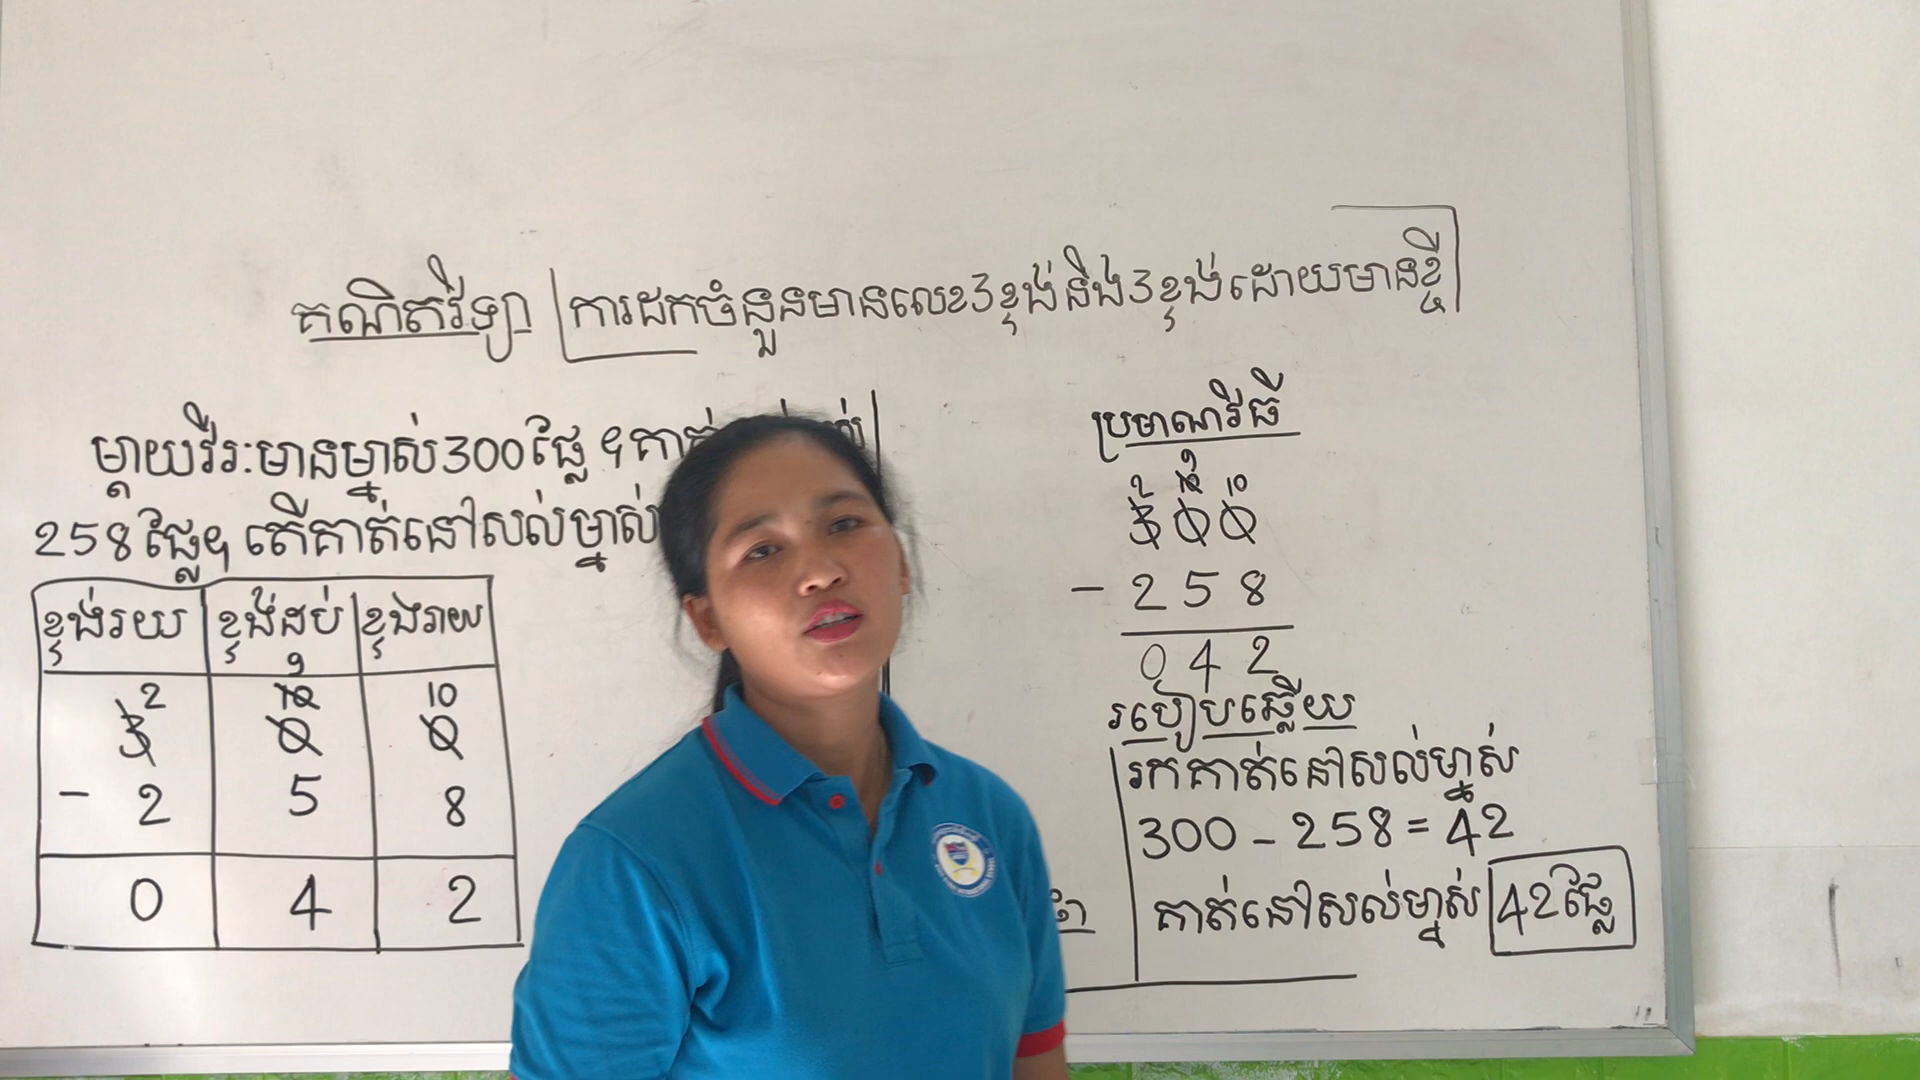 គណិតវិទ្យា
ការដកចំនួនមានលេខ3ខ្ទង់នឹង3ខ្ទង់ដោយមានខ្ចី
ម្ដាយវីរៈមានម្នាស់300ផ្លែ ។ គាត់
258ផ្លែ។ តើគាត់នៅសល់ម្នាស់
ខ្ទង់រយ ខ្ទង់ដប់ ខ្ទង់រាយ
9
2 10 10
3 0 0
- 2 5 8
0 4 2
ប្រមាណវិធី
9
2 10 10
3 0 0
- 2 5 8
0 4 2
របៀបឆ្លើយ
រកគាត់នៅសល់ម្នាស់
300 - 258 = 42
គាត់នៅសល់ម្នាស់ 42ផ្លែ